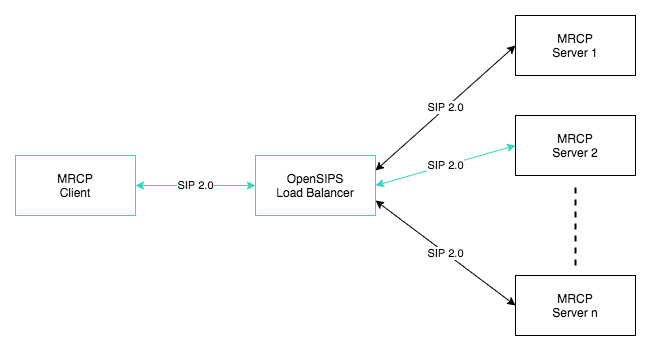 MRCP
Client
SIP 2.0
OpenSIPS
Load Balancer
SIP 2.0
MRCP
Server 1
SIP 2.0
MRCP
Server 2
SIP 2.0
MRCP
Server n